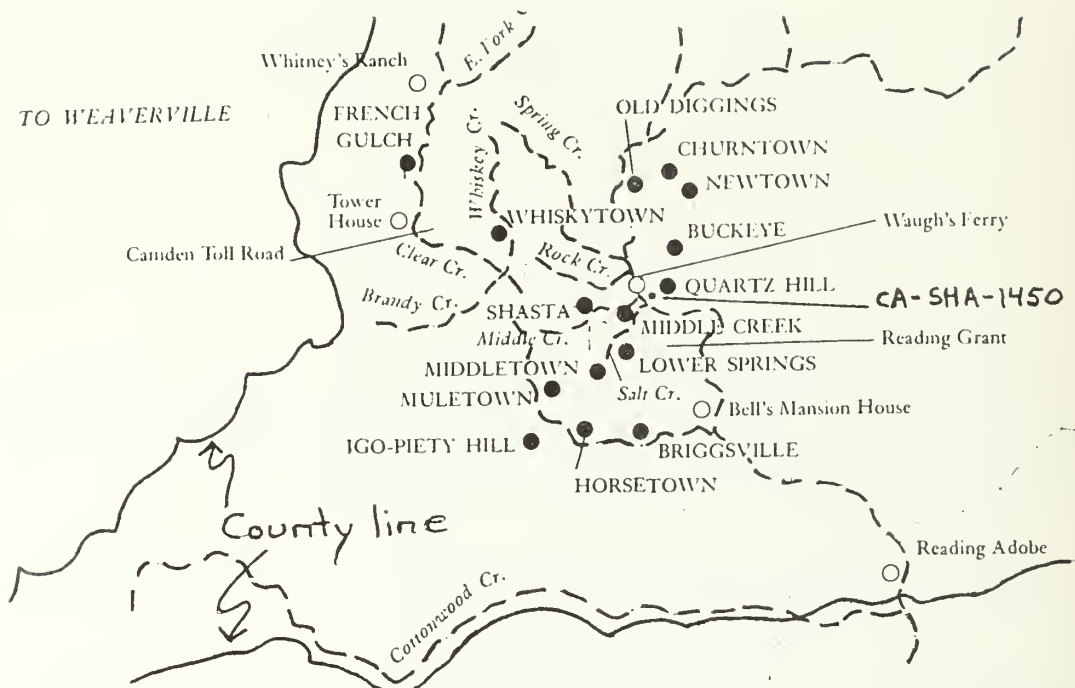 E. Fork
Whitney's Ranch
TO WEAVERVILLE
FRENCH
GULCH
Whiskey Cr.
Spring Cr.
OLD DIGGINGS
CHURNTOWN
NEWTOWN
Tower
House
WHISKYTOWN
BUCKEYE
Waugh's Ferry
Camden Toll Road
Clear Cr.
Rock Cr.
QUARTZ HILL
CA-SHA-1450
Brandy Cr.
SHASTA
MIDDLE CREEK
Middle Cr.
Reading Grant
MIDDLETOWN
LOWER SPRINGS
MULETOWN
Salt Cr.
Bell's Mansion House
IGO-PIETY HILL
BRIGGSVILLE
HORSETOWN
County line
Reading Adobe
Cottonwood Cr.